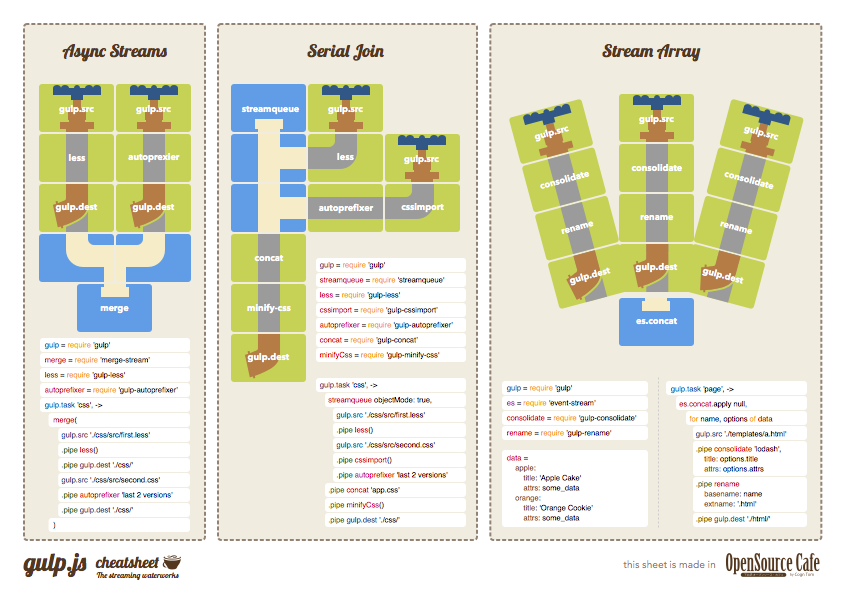 Async Streams
gulp.src
gulp.src
less
autoprexier
gulp.dest
gulp.dest
merge
gulp = require 'gulp'
merge = require 'merge-stream'
less = require 'gulp-less'
autoprefixer = require 'gulp-autoprefixer'
gulp.task 'css', ->
merge(
gulp.src './css/src/first.less'
.pipe less()
.pipe gulp.dest './css/'
gulp.src './css/src/second.css'
.pipe autoprefixer 'last 2 versions'
.pipe gulp.dest './css/'
)
Serial Join
streamqueue
gulp.src
less
gulp.src
autoprefixer
cssimport
concat
minify-css
gulp.dest
gulp = require 'gulp'
streamqueue = require 'streamqueue'
less = require 'gulp-less'
cssimport = require 'gulp-cssimport'
autoprefixer = require 'gulp-autoprefixer'
concat = require 'gulp-concat'
minifyCss = require 'gulp-minify-css'
gulp.task 'css', ->
streamqueue objectMode: true,
gulp.src './css/src/first.less'
.pipe less()
gulp.src './css/src/second.css'
.pipe cssimport()
.pipe autoprefixer 'last 2 versions'
.pipe concat 'app.css'
.pipe minifyCss()
.pipe gulp.dest './css/'
Stream Array
gulp.src
gulp.src
gulp.src
consolidate
consolidate
consolidate
rename
rename
rename
gulp.dest
gulp.dest
gulp.dest
es.concat
gulp = require 'gulp'
es = require 'event-stream'
consolidate = require 'gulp-consolidate'
rename = require 'gulp-rename'
data =
apple:
title: 'Apple Cake'
attrs: some_data
orange:
title: 'Orange Cookie'
attrs: some_data
gulp.task 'page', ->
es.concat.apply null,
for name, options of data
gulp.src './templates/a.html'
.pipe consolidate 'lodash',
title: options.title
attrs: options.attrs
.pipe rename
basename: name
extname: '.html'
.pipe gulp.dest './html/'
gulp.js cheatsheet
The streaming waterworks
this sheet is made in
OpenSource Cafe